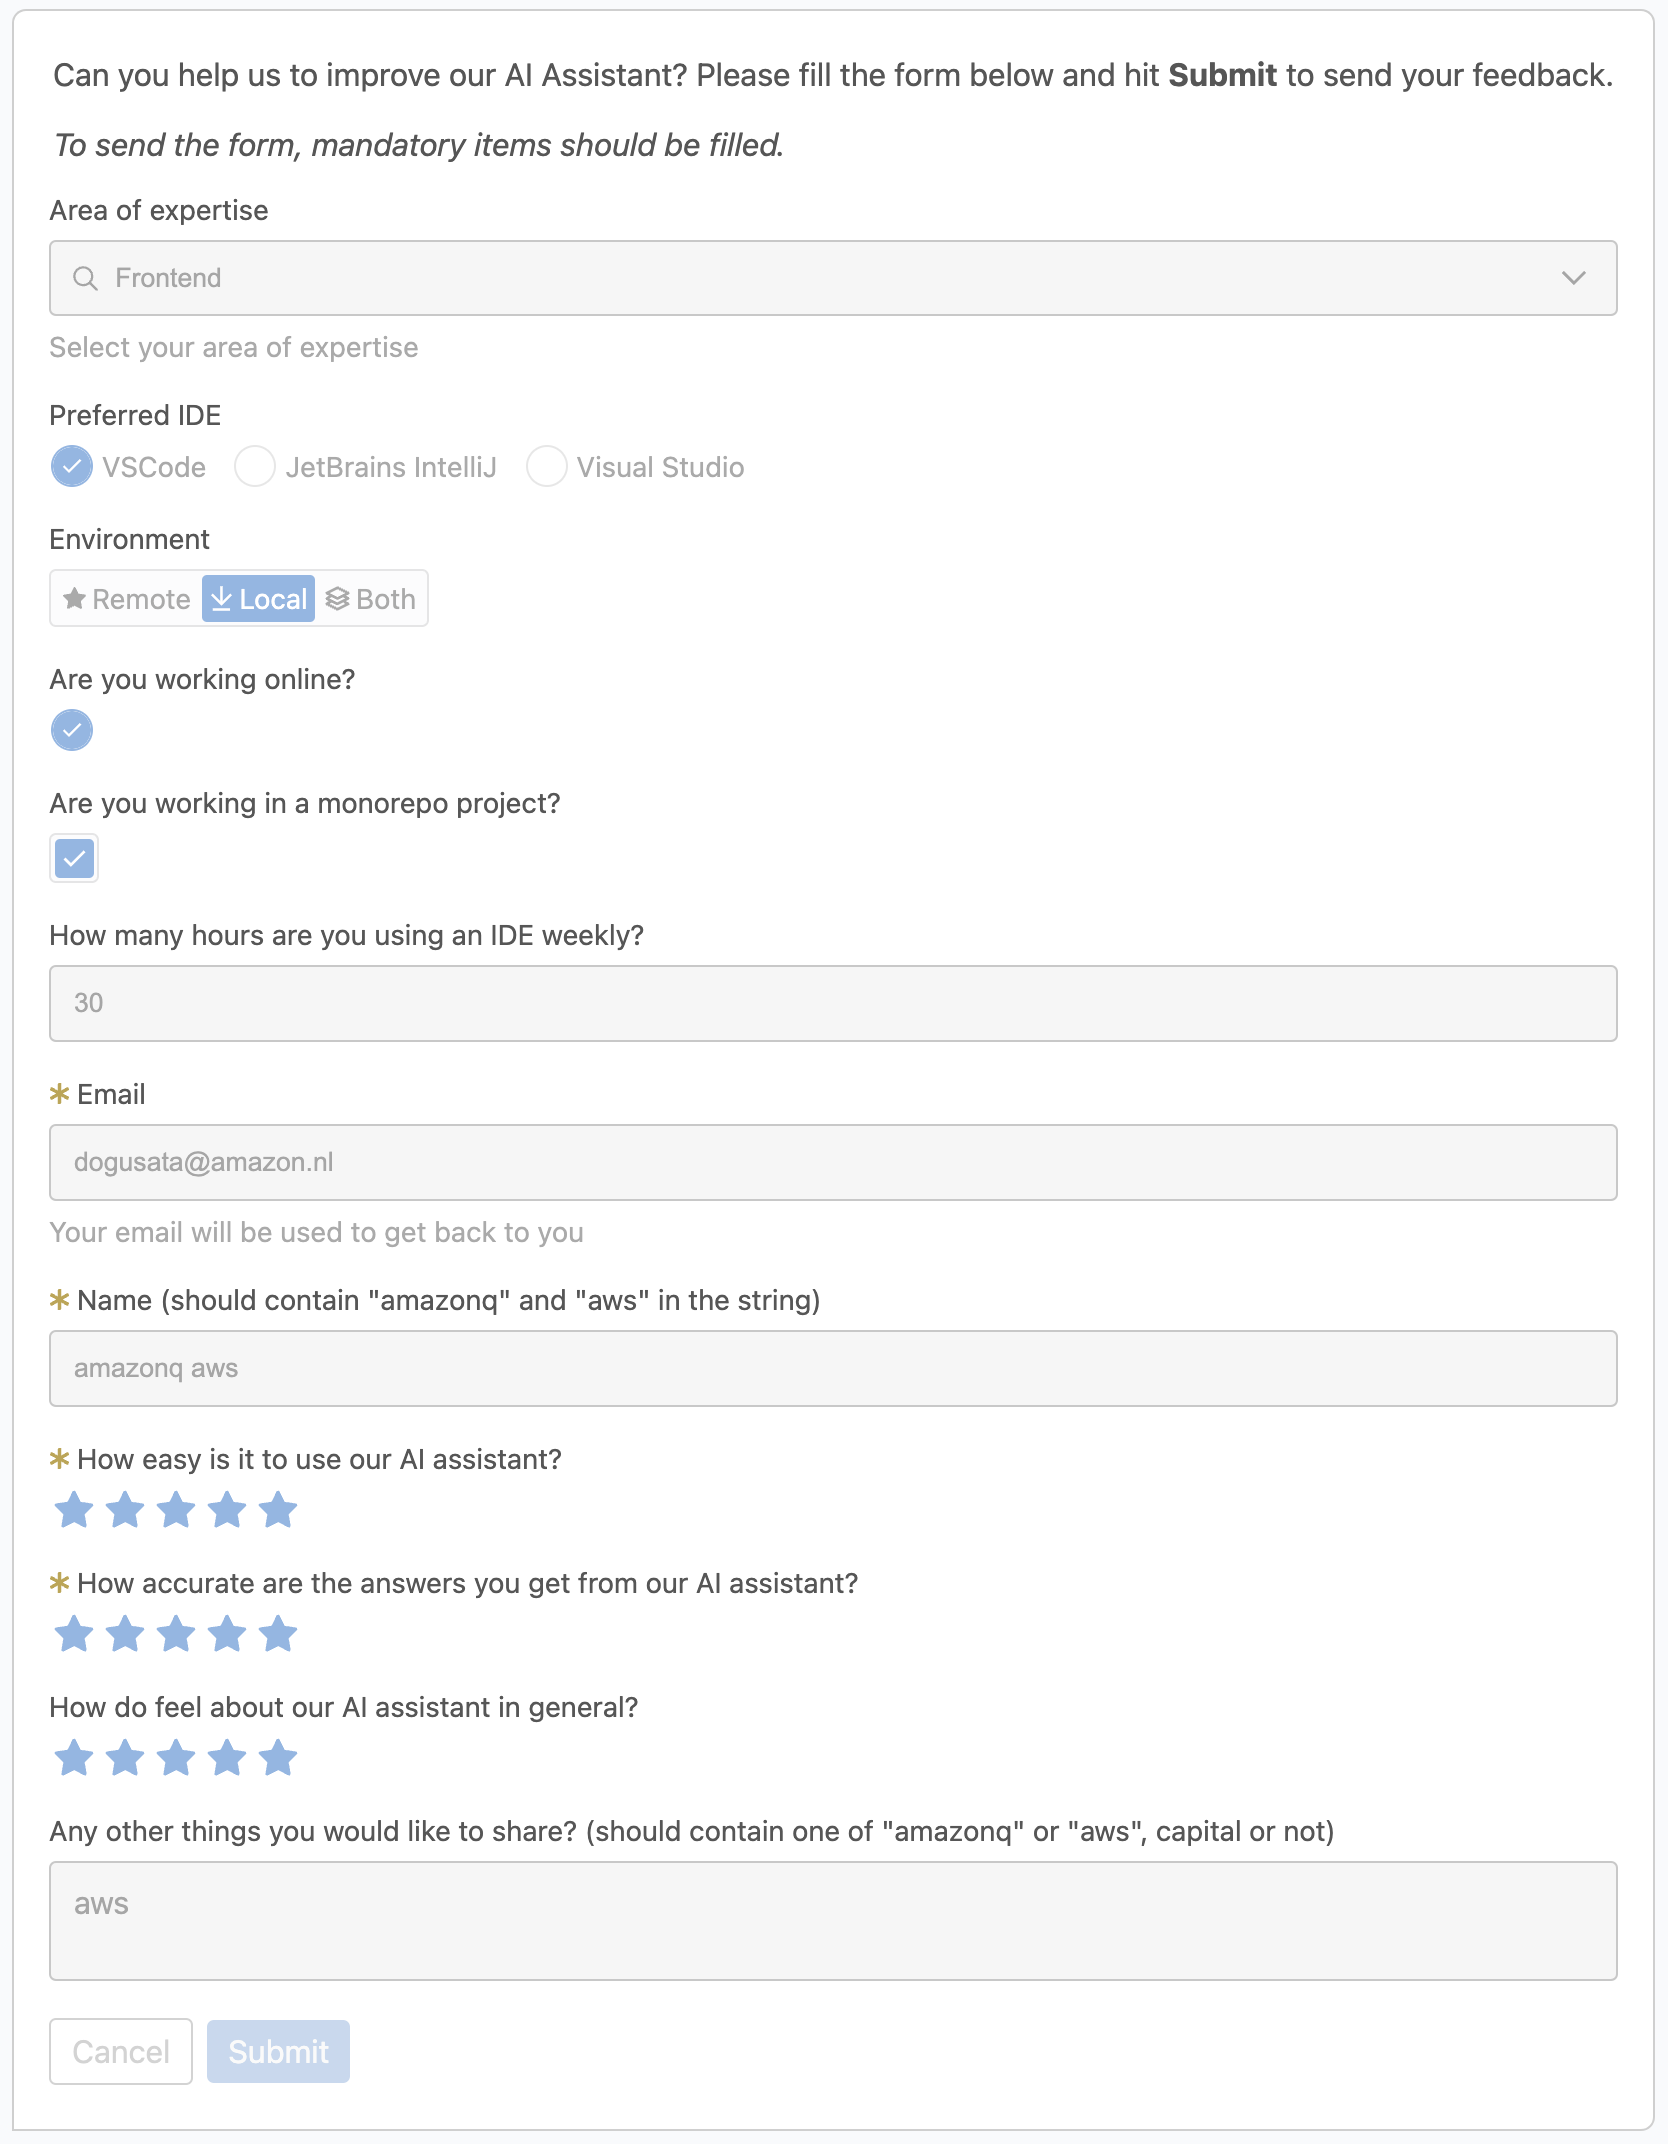 Can you help us to improve our AI Assistant? Please fill the form below and hit Submit to send your feedback.
To send the form, mandatory items should be filled.
Area of expertise
Frontend
Select your area of expertise
Preferred IDE
VSCode JetBrains IntelliJ Visual Studio
Environment
Remote Local Both
Are you working online?
Are you working in a monorepo project?
How many hours are you using an IDE weekly?
30
* Email
dogusata@amazon.nl
Your email will be used to get back to you
* Name (should contain "amazonq" and "aws" in the string)
amazonq aws
* How easy is it to use our AI assistant?
* How accurate are the answers you get from our AI assistant?
How do feel about our AI assistant in general?
Any other things you would like to share? (should contain one of "amazonq" or "aws", capital or not)
aws
Cancel Submit